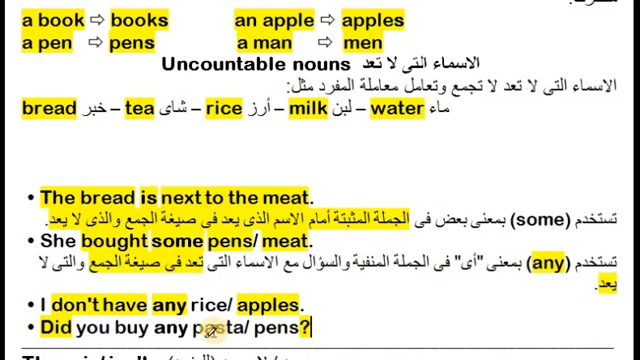 a book ⇨ books an apple ⇨ apples
a pen ⇨ pens a man ⇨ men
Uncountable nouns الاسماء التى لا تعد
الاسماء التى لا تعد لا تجمع وتعامل معاملة المفرد مثل:
ماء water – لبن milk – أرز rice – شاى tea – خبر bread
• The bread is next to the meat.
تستخدم (some) بمعنى بعض فى الجملة المثبتة أمام الاسم الذى يعد فى صيغة الجمع والذى لا يعد.
• She bought some pens/ meat.
تستخدم (any) بمعنى "أى" فى الجملة المنفية والسؤال مع الاسماء التى تعد فى صيغة الجمع والتى لا
يعد.
• I don't have any rice/ apples.
• Did you buy any pasta/ pens?